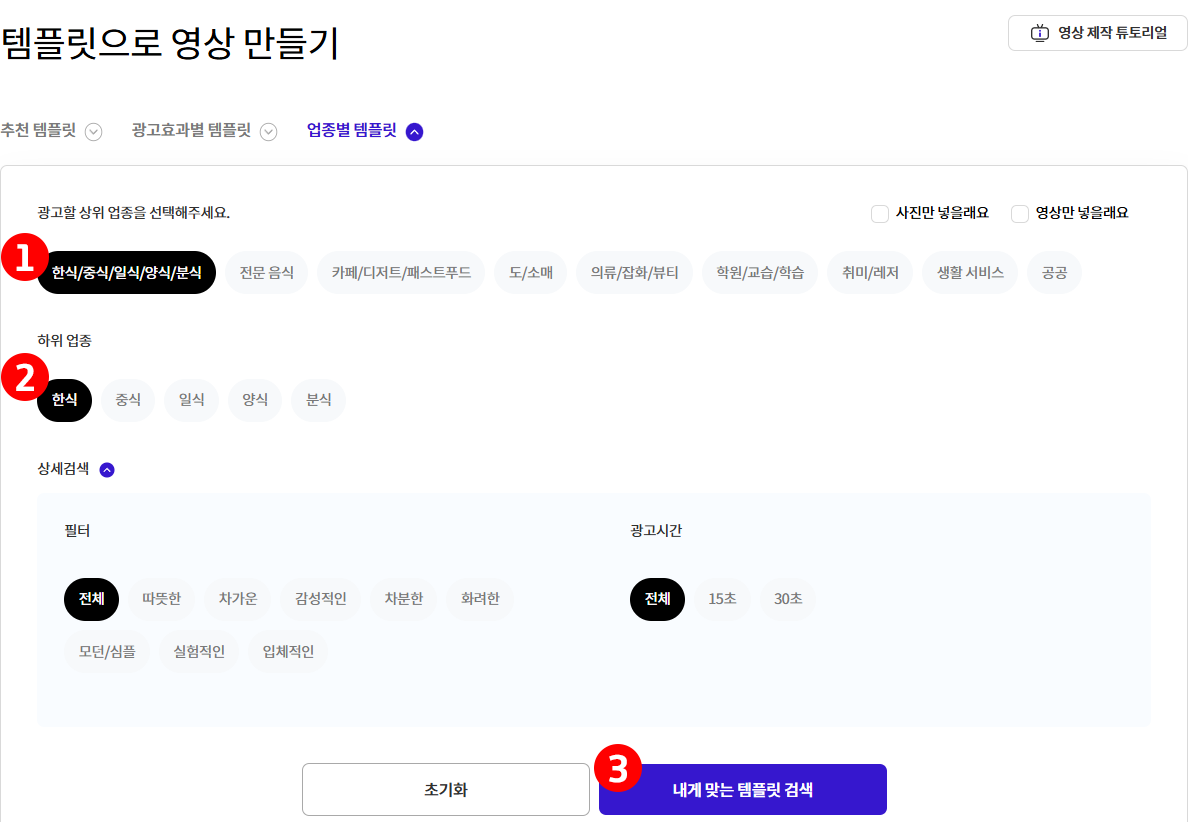 템플릿으로 영상 만들기
영상 제작 튜토리얼
추천 템플릿 광고효과별 템플릿 업종별 템플릿
광고할 상위 업종을 선택해주세요.
사진만 넣을래요 영상만 넣을래요
1
한식/중식/일식/양식/분식 전문 음식 카페/디저트/패스트푸드 도/소매 의류/잡화/뷰티 학원/교습/학습 취미/레저 생활 서비스 공공
하위 업종
2
한식 중식 일식 양식 분식
상세검색
필터
전체 따뜻한 차가운 감성적인 차분한 화려한
모던/심플 실험적인 입체적인
광고시간
전체 15초 30초
초기화
3
내게 맞는 템플릿 검색